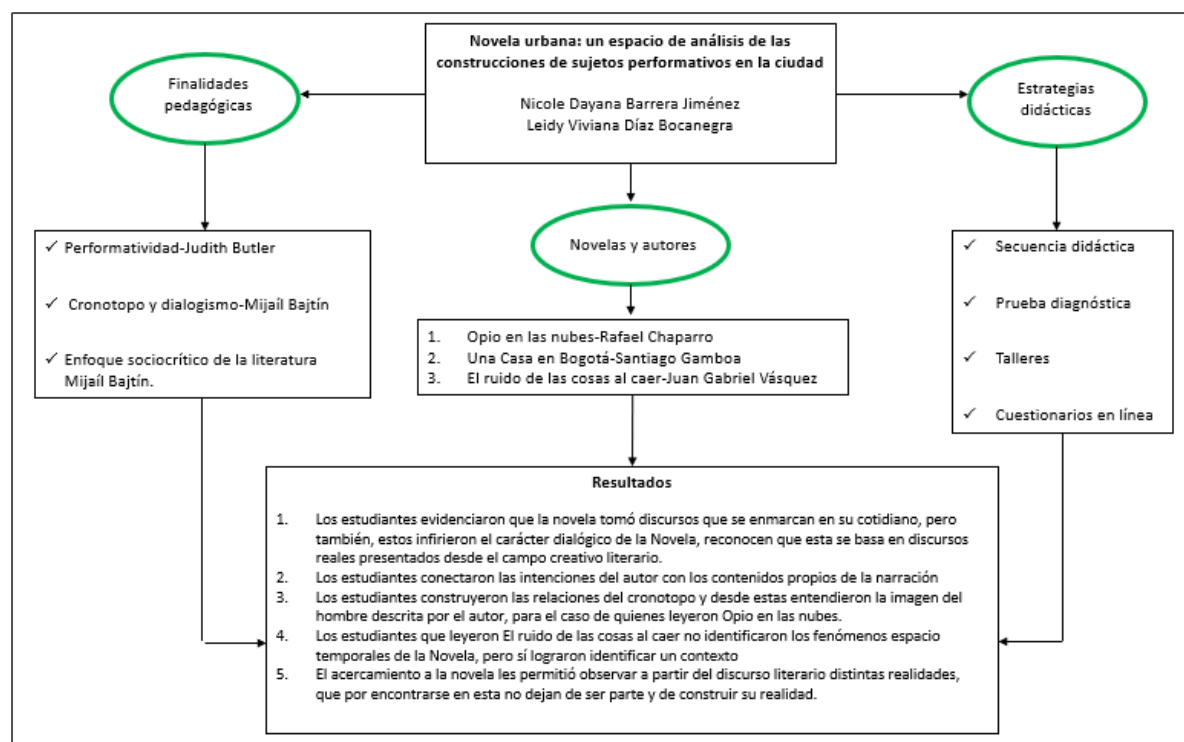 Novela urbana: un espacio de análisis de las
construcciones de sujetos performativos en la ciudad
Nicole Dayana Barrera Jiménez
Leidy Viviana Díaz Bocanegra
Finalidades
pedagógicas
Estrategias
didácticas
Novelas y autores
✓ Performatividad-Judith Butler
✓ Cronotopo y dialogismo-Mijaíl Bajtín
✓ Enfoque sociocrítico de la literatura
Mijaíl Bajtín.
1. Opio en las nubes-Rafael Chaparro
2. Una Casa en Bogotá-Santiago Gamboa
3. El ruido de las cosas al caer-Juan Gabriel Vásquez
✓ Secuencia didáctica
✓ Prueba diagnóstica
✓ Talleres
✓ Cuestionarios en línea
Resultados
1. Los estudiantes evidenciaron que la novela tomó discursos que se enmarcan en su cotidiano, pero
también, estos infirieron el carácter dialógico de la Novela, reconocen que esta se basa en discursos
reales presentados desde el campo creativo literario.
2. Los estudiantes conectaron las intenciones del autor con los contenidos propios de la narración
3. Los estudiantes construyeron las relaciones del cronotopo y desde estas entendieron la imagen del
hombre descrita por el autor, para el caso de quienes leyeron Opio en las nubes.
4. Los estudiantes que leyeron El ruido de las cosas al caer no identificaron los fenómenos espacio
temporales de la Novela, pero sí lograron identificar un contexto
5. El acercamiento a la novela les permitió observar a partir del discurso literario distintas realidades,
que por encontrarse en esta no dejan de ser parte y de construir su realidad.